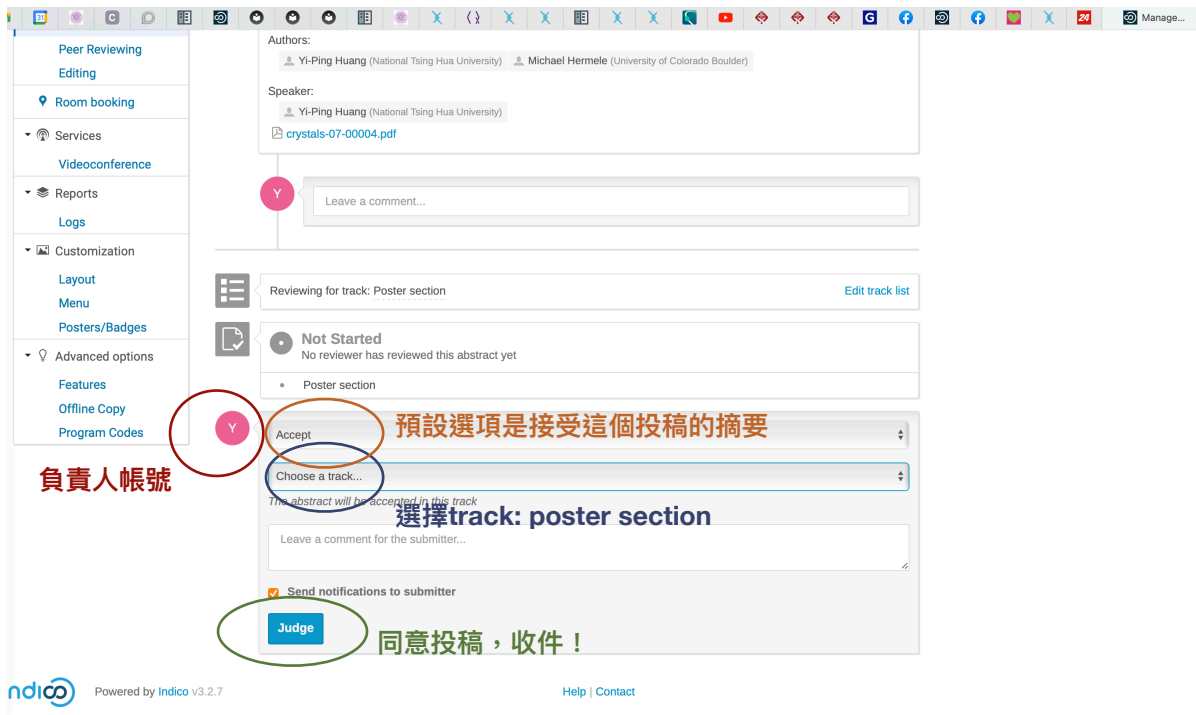 31
C
G
24
Manage...
Peer Reviewing
Editing
Room booking
Services
Videoconference
Reports
Logs
Customization
Layout
Menu
Posters/Badges
Advanced options
Features
Offline Copy
Program Codes
Authors:
Yi-Ping Huang (National Tsing Hua University) Michael Hermele (University of Colorado Boulder)
Speaker:
Yi-Ping Huang (National Tsing Hua University)
crystals-07-00004.pdf
Y
Leave a comment...
Reviewing for track: Poster section Edit track list
Not Started
No reviewer has reviewed this abstract yet
Poster section
Y
Accept
預設選項是接受這個投稿的摘要
負責人帳號
Choose a track...
The abstract will be accepted in this track
選擇track: poster section
Leave a comment for the submitter...
Send notifications to submitter
Judge
同意投稿，收件！
indico
Powered by Indico v3.2.7
Help | Contact